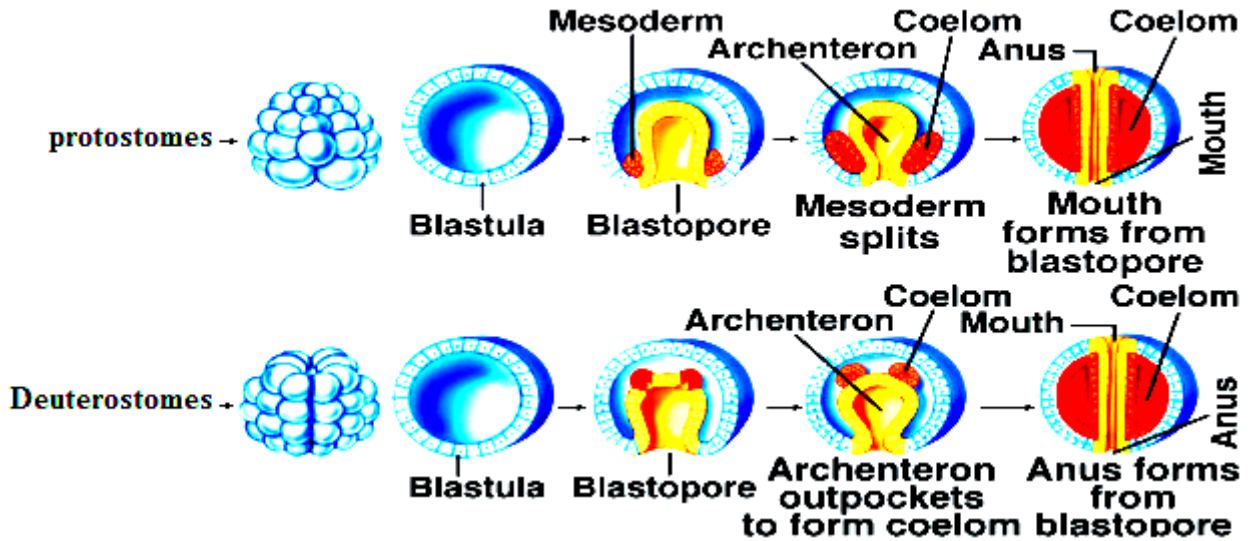 Mesoderm
Coelom
Coelom
Archenteron
Anus
protostomes
Mouth
Blastula
Blastopore
Mesoderm
splits
Mouth
forms from
blastopore
Coelom
Coelom
Archenteron
Mouth
Deuterostomes
Anus
Blastula
Blastopore
Archenteron
outpockets
to form coelom
Anus forms
from
blastopore